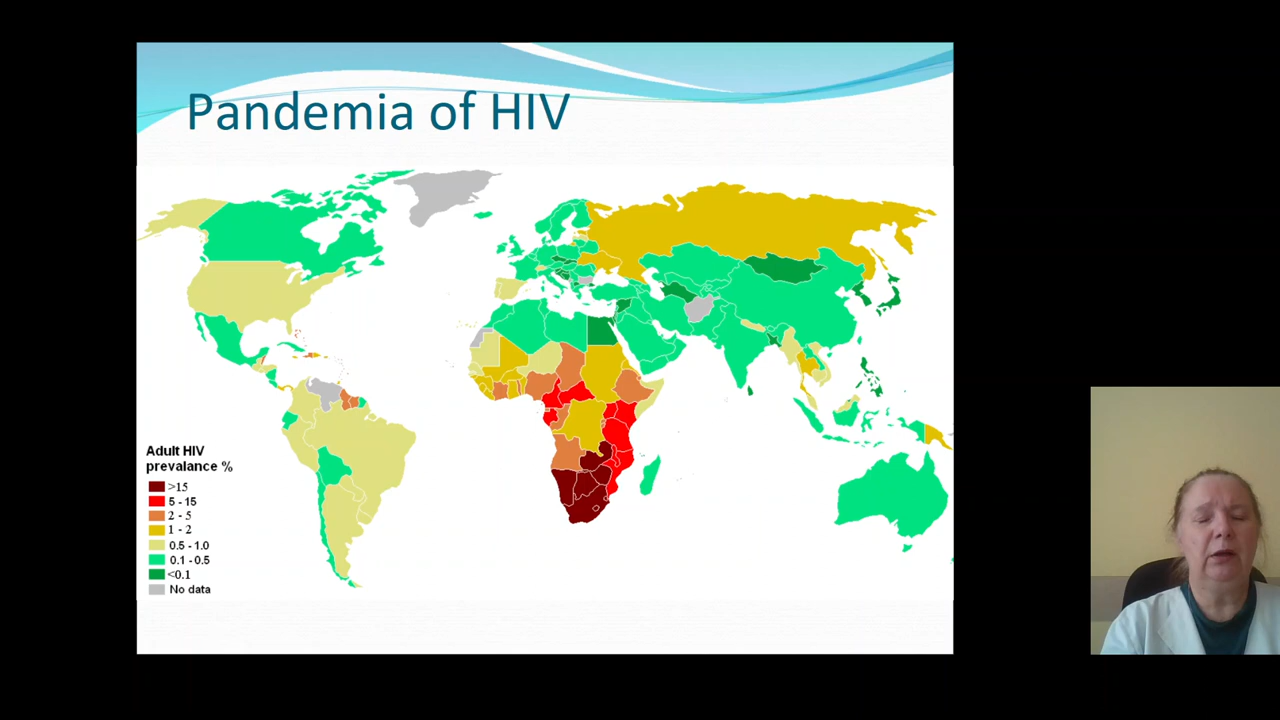 Pandemia of HIV
Adult HIV
prevalance %
>15
5 - 15
2 - 5
1 - 2
0.5 - 1.0
0.1 - 0.5
<0.1
No data